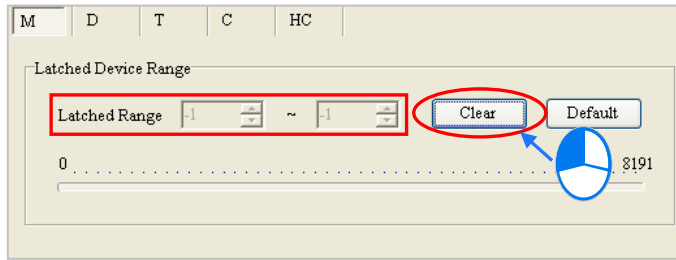 M D T C HC
Latched Device Range
Latched Range -1 ~ -1 Clear Default
0 8191